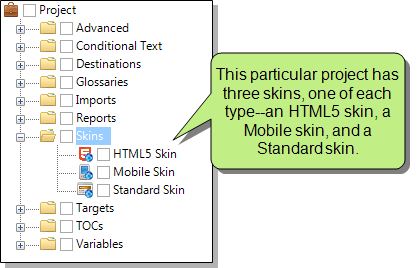 Project
Advanced
Conditional Text
Destinations
Glossaries
Imports
Reports
Skins
HTML5 Skin
Mobile Skin
Standard Skin
Targets
TOCs
Variables
This particular project has
three skins, one of each
type--an HTML5 skin, a
Mobile skin, and a
Standard skin.